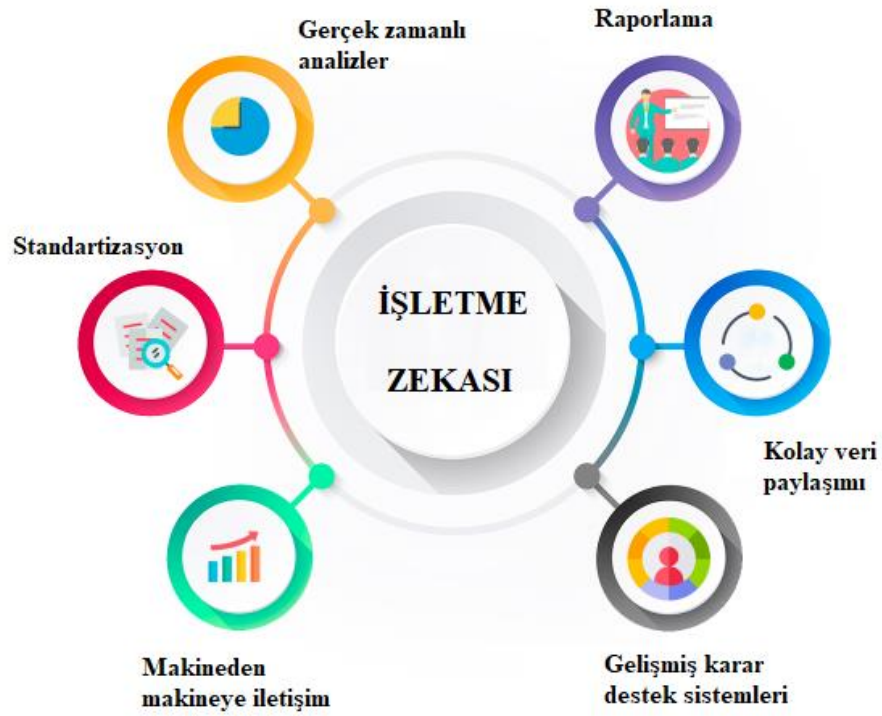 Gerçek zamanlı
analizler
Raporlama
Standartizasyon
İŞLETME
ZEKASI
Kolay veri
paylaşımı
Makineden
makineye iletişim
Gelişmiş karar
destek sistemleri